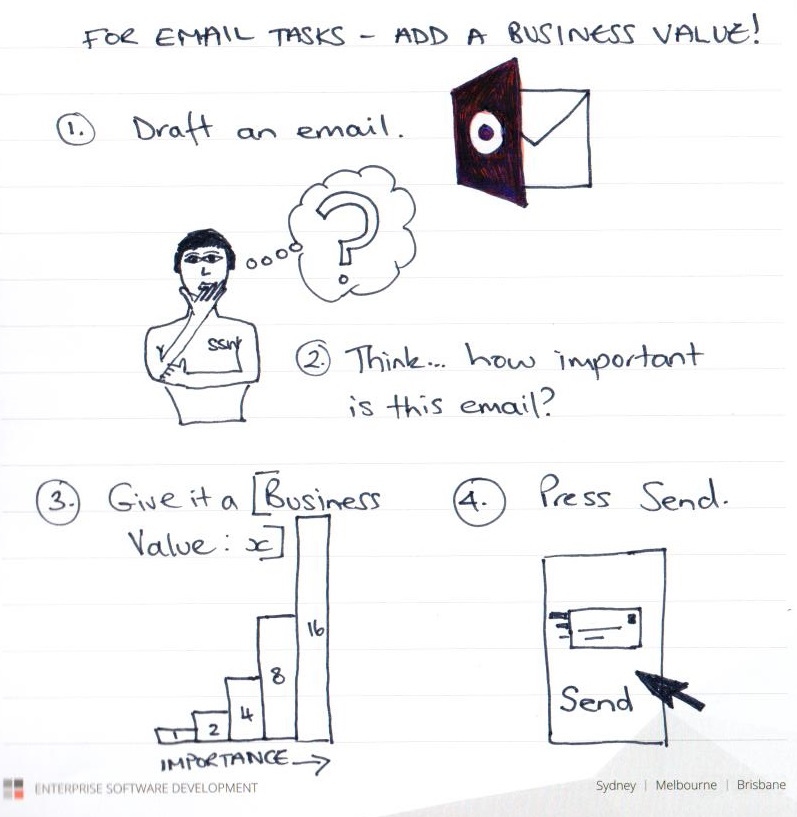 FOR EMAIL TASKS - ADD A BUSINESS VALUE!
1. Draft an email.
?
SSW
2. Think... how important
is this email?
3. Give it a [Business
Value: x]
16
8
4
2
1
IMPORTANCE →
4. Press Send.
Send
ENTERPRISE SOFTWARE DEVELOPMENT
Sydney | Melbourne | Brisbane